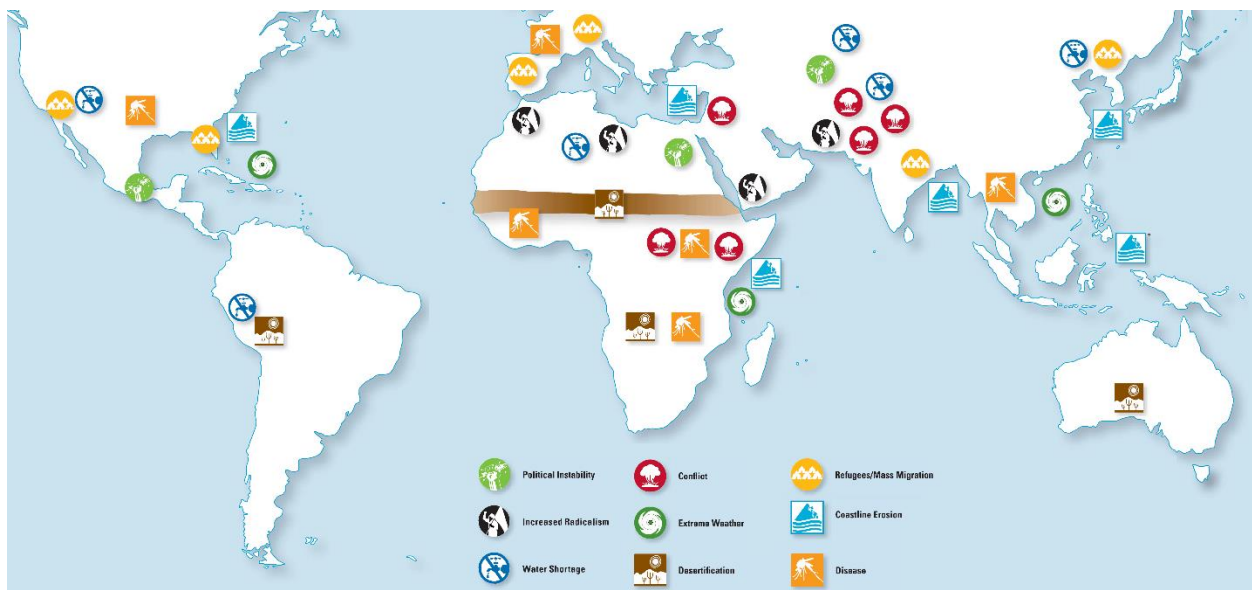 Political Instability
Conflict
Refugees/Mass Migration
Increased Radicalism
Extreme Weather
Coastline Erosion
Water Shortage
Desertification
Disease